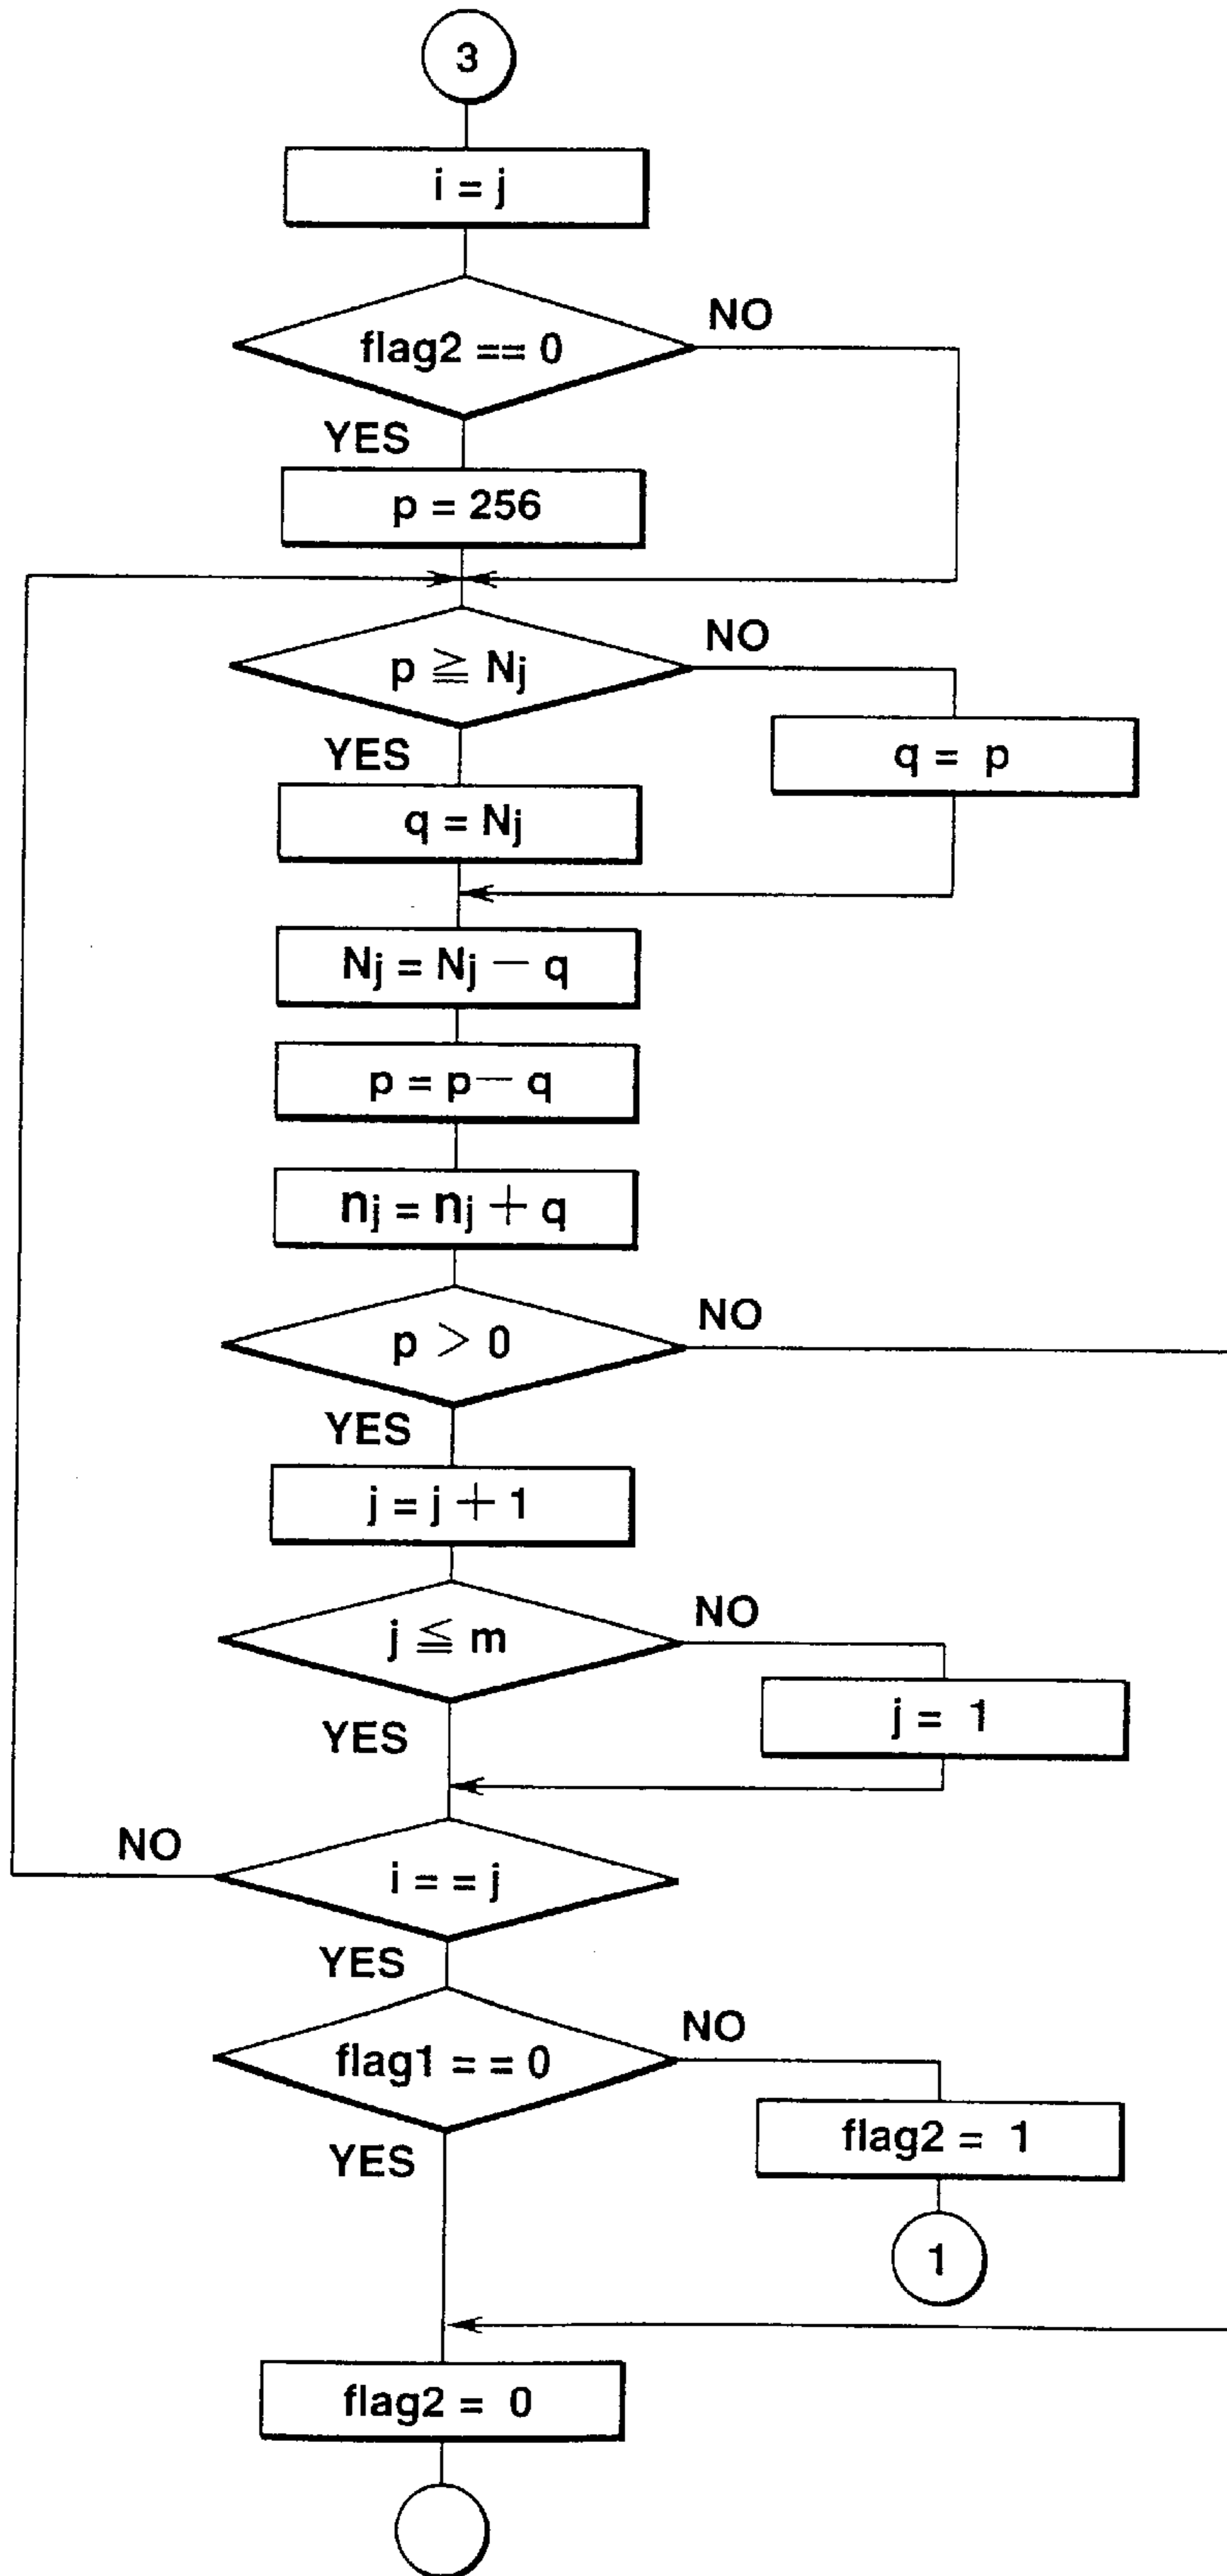 3
i = j
flag2 == 0
NO
YES
p = 256
p ≧ Nj
NO
YES
q = p
q = Nj
Nj = Nj − q
p = p − q
nj = nj + q
p > 0
NO
YES
j = j + 1
j ≦ m
NO
YES
j = 1
i = = j
NO
YES
flag1 = = 0
NO
YES
flag2 = 1
1
flag2 = 0